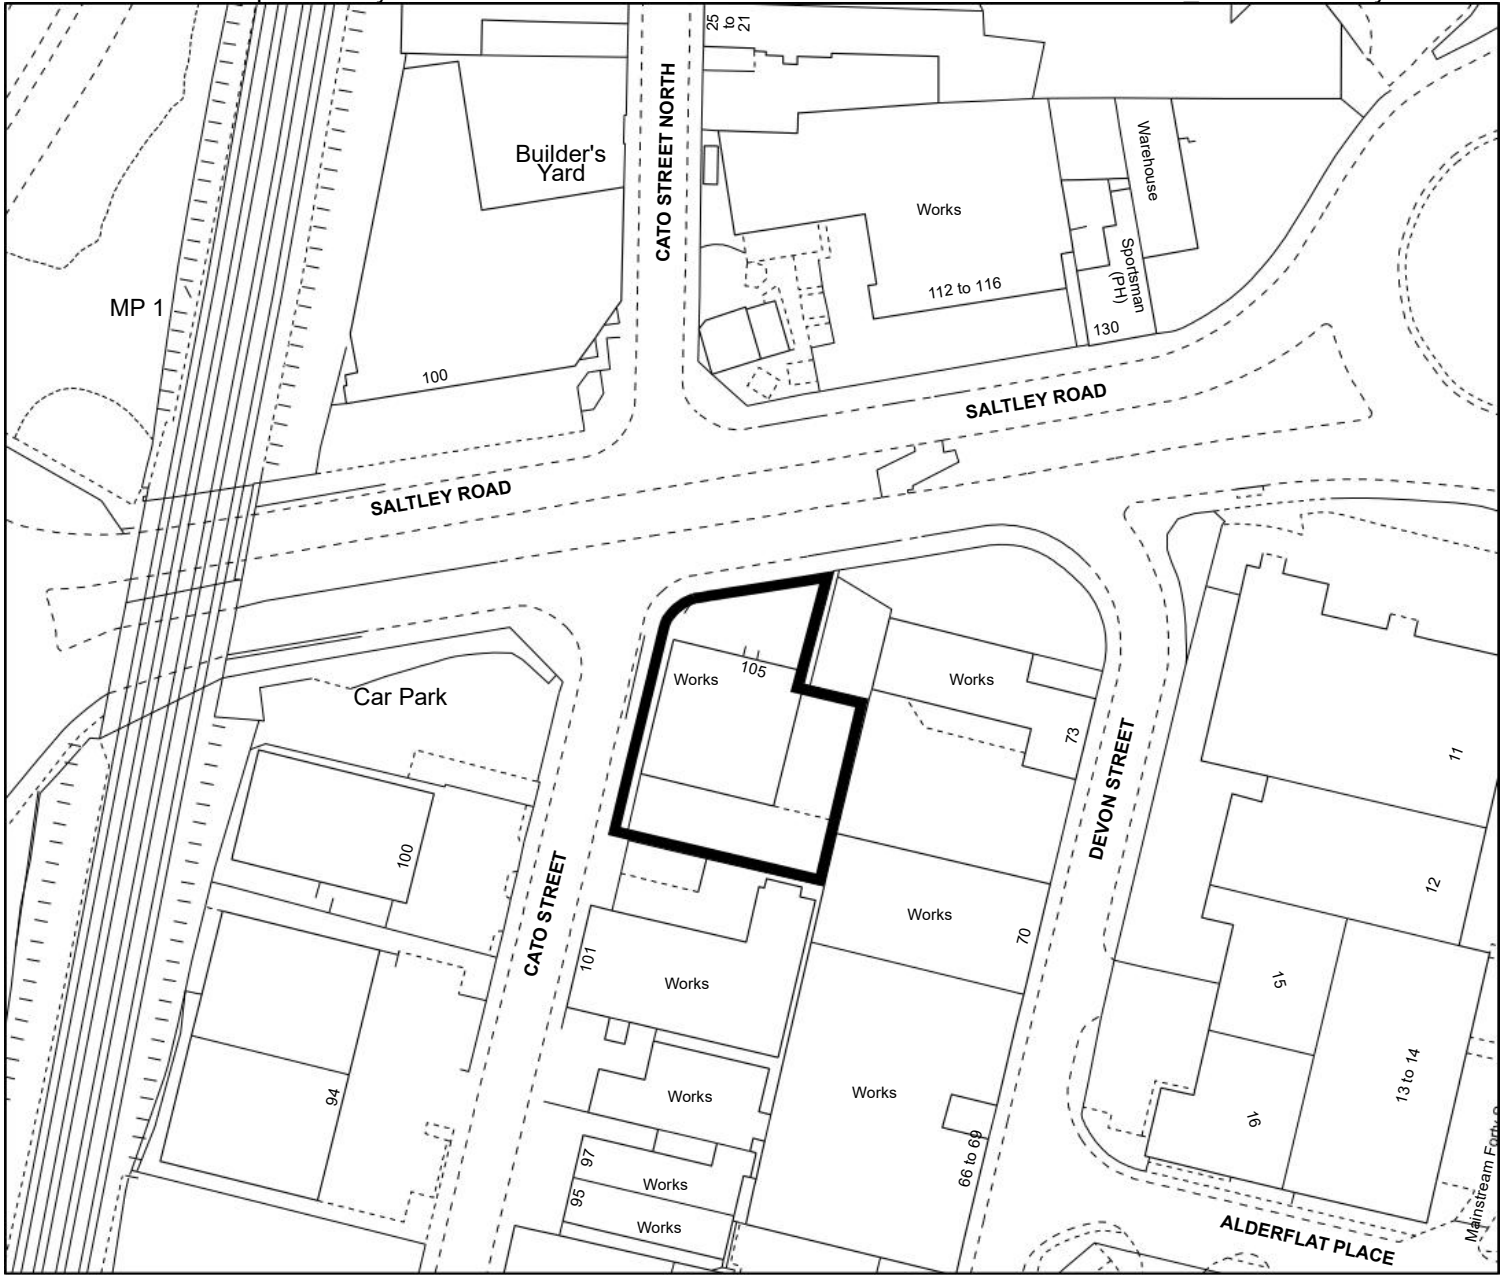 25
to
21
CATO STREET NORTH
Builder's
Yard
Works
Warehouse
Sportsman
(PH)
112 to 116
130
MP 1
100
SALTLEY ROAD
SALTLEY ROAD
105
Works
Works
Car Park
73
DEVON STREET
11
100
12
CATO STREET
Works
70
101
Works
15
94
Works
Works
13 to 14
16
97
66 to 69
Works
95
Works
Mainstream Forty
ALDERFLAT PLACE